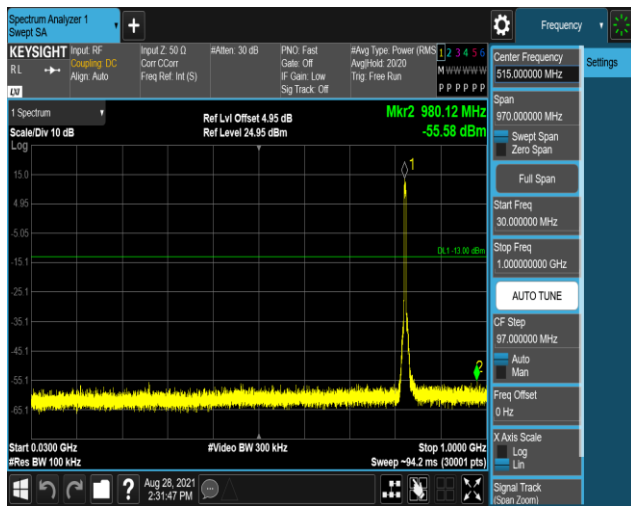 Spectrum Analyzer 1
Swept SA
Frequency
KEYSIGHT
RL
LXI
Input: RF
Coupling: DC
Align: Auto
Input Z: 50 Ω
Corr CCorr
Freq Ref: Int (S)
#Atten: 30 dB
PNO: Fast
Gate: Off
IF Gain: Low
Sig Track: Off
#Avg Type: Power (RMS
Avg|Hold: 20/20
Trig: Free Run
1 2 3 4 5 6
M W W W W W
P P P P P P
1 Spectrum
Scale/Div 10 dB
Ref Lvl Offset 4.95 dB
Ref Level 24.95 dBm
Mkr2 980.12 MHz
-55.58 dBm
Log
15.0
4.95
-5.05
-15.1
-25.1
-35.1
-45.1
-55.1
-65.1
1
DL1 -13.00 dBm
2
Start 0.0300 GHz
#Res BW 100 kHz
#Video BW 300 kHz
Stop 1.0000 GHz
Sweep ~94.2 ms (30001 pts)
Aug 28, 2021
2:31:47 PM
Center Frequency
515.000000 MHz
Span
970.000000 MHz
Swept Span
Zero Span
Full Span
Start Freq
30.000000 MHz
Stop Freq
1.000000000 GHz
AUTO TUNE
CF Step
97.000000 MHz
Auto
Man
Freq Offset
0 Hz
X Axis Scale
Log
Lin
Signal Track
(Span Zoom)
Settings